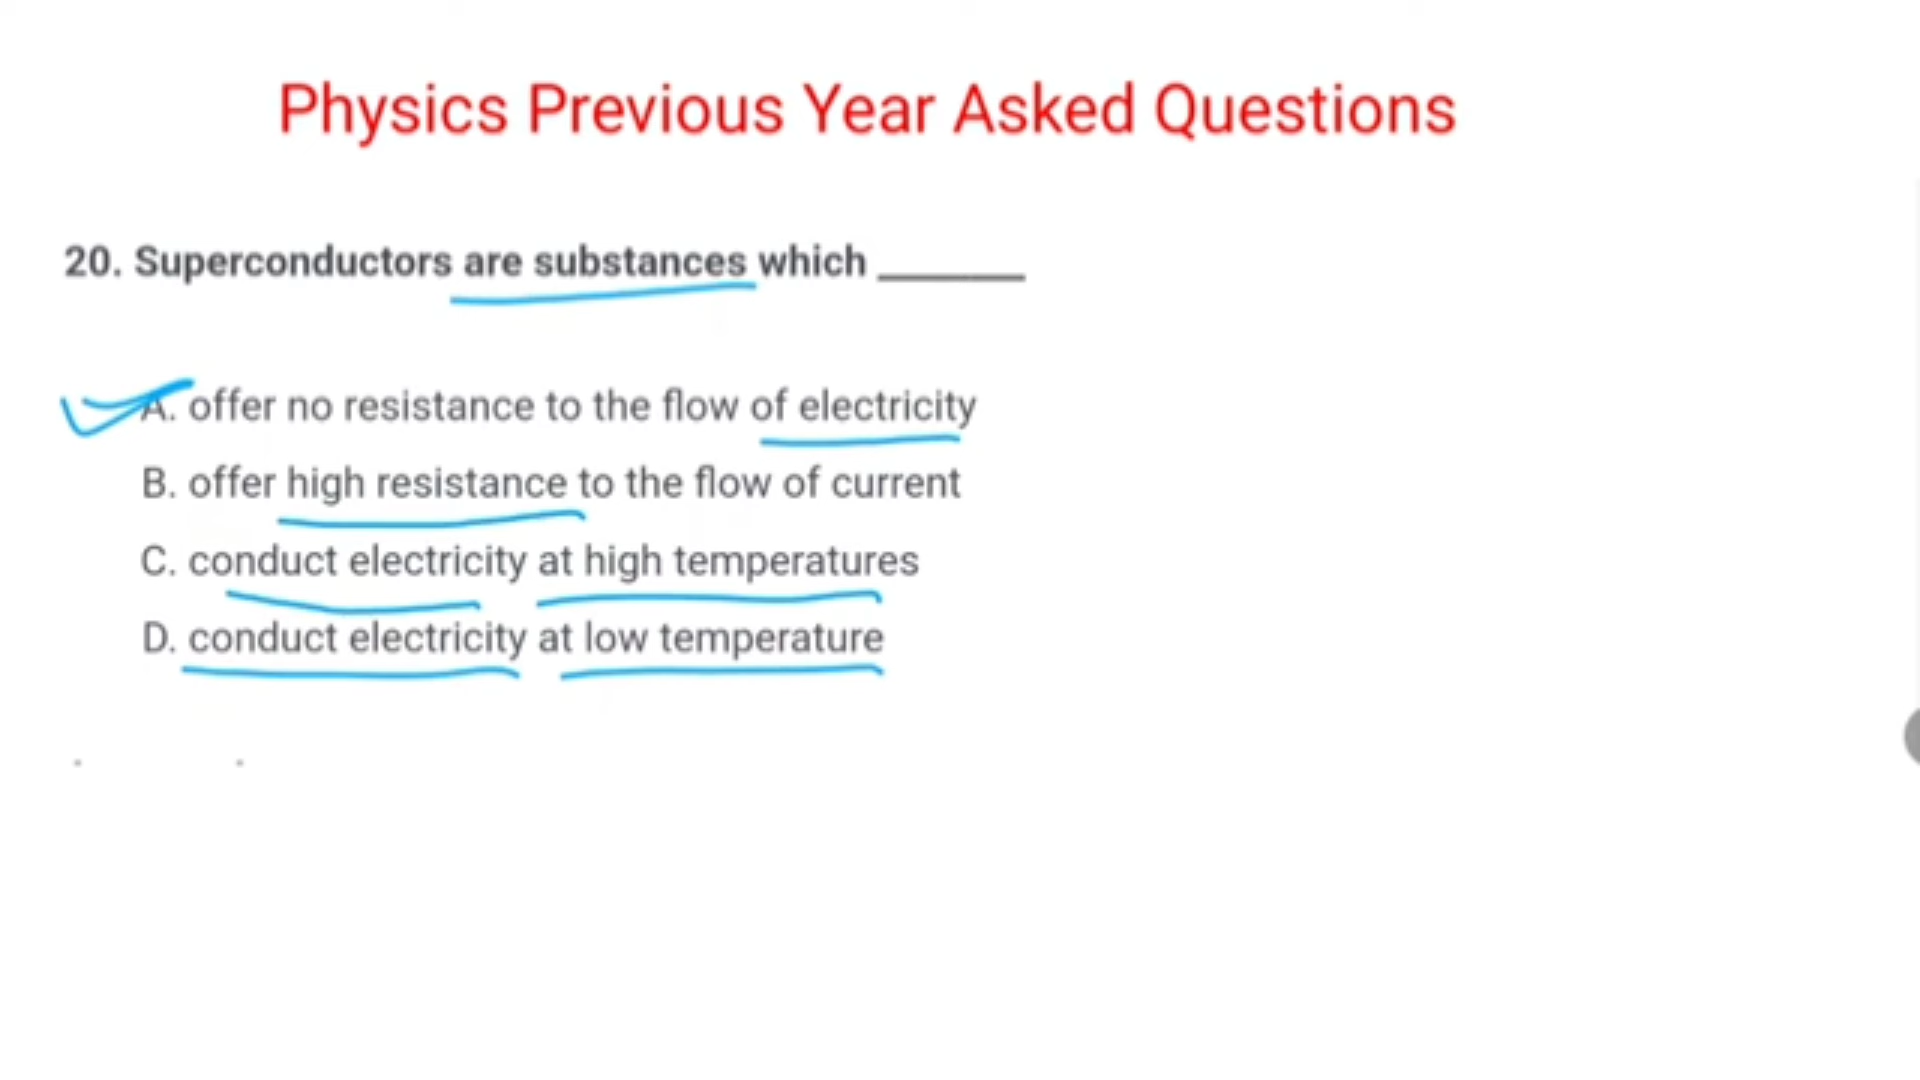 Physics Previous Year Asked Questions
20. Superconductors are substances which _______
A. offer no resistance to the flow of electricity
B. offer high resistance to the flow of current
C. conduct electricity at high temperatures
D. conduct electricity at low temperature